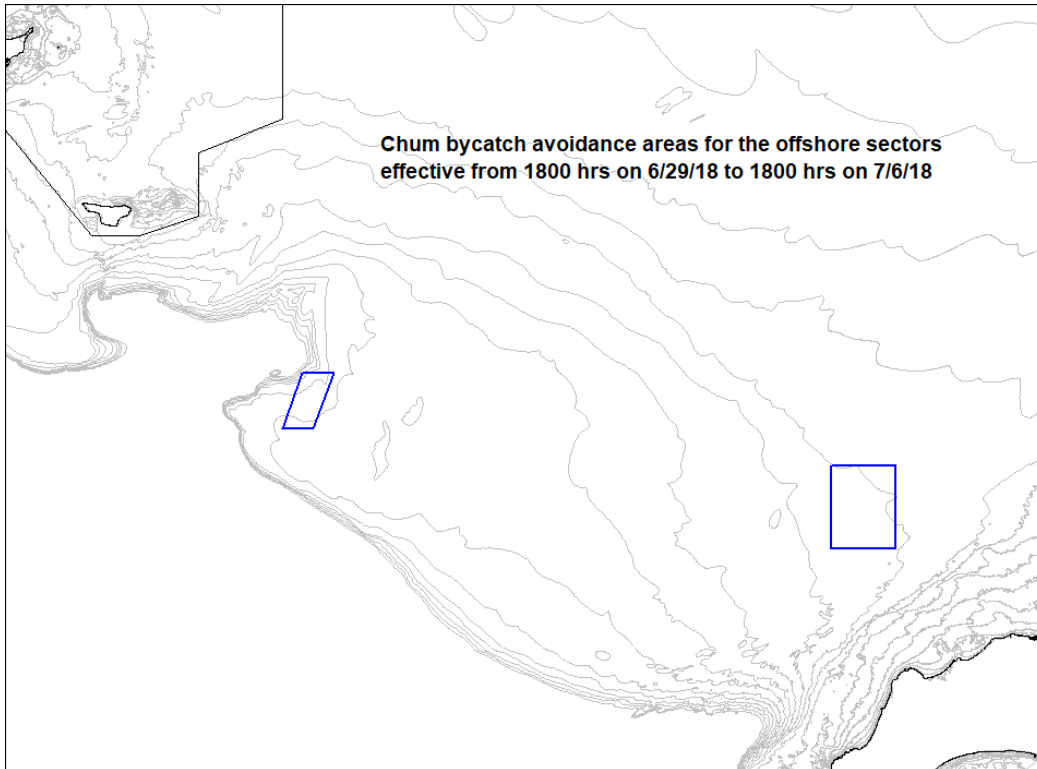 Chum bycatch avoidance areas for the offshore sectors
effective from 1800 hrs on 6/29/18 to 1800 hrs on 7/6/18